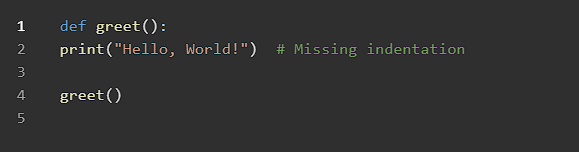 1 def greet():
2 print("Hello, World!")  # Missing indentation
3
4 greet()
5